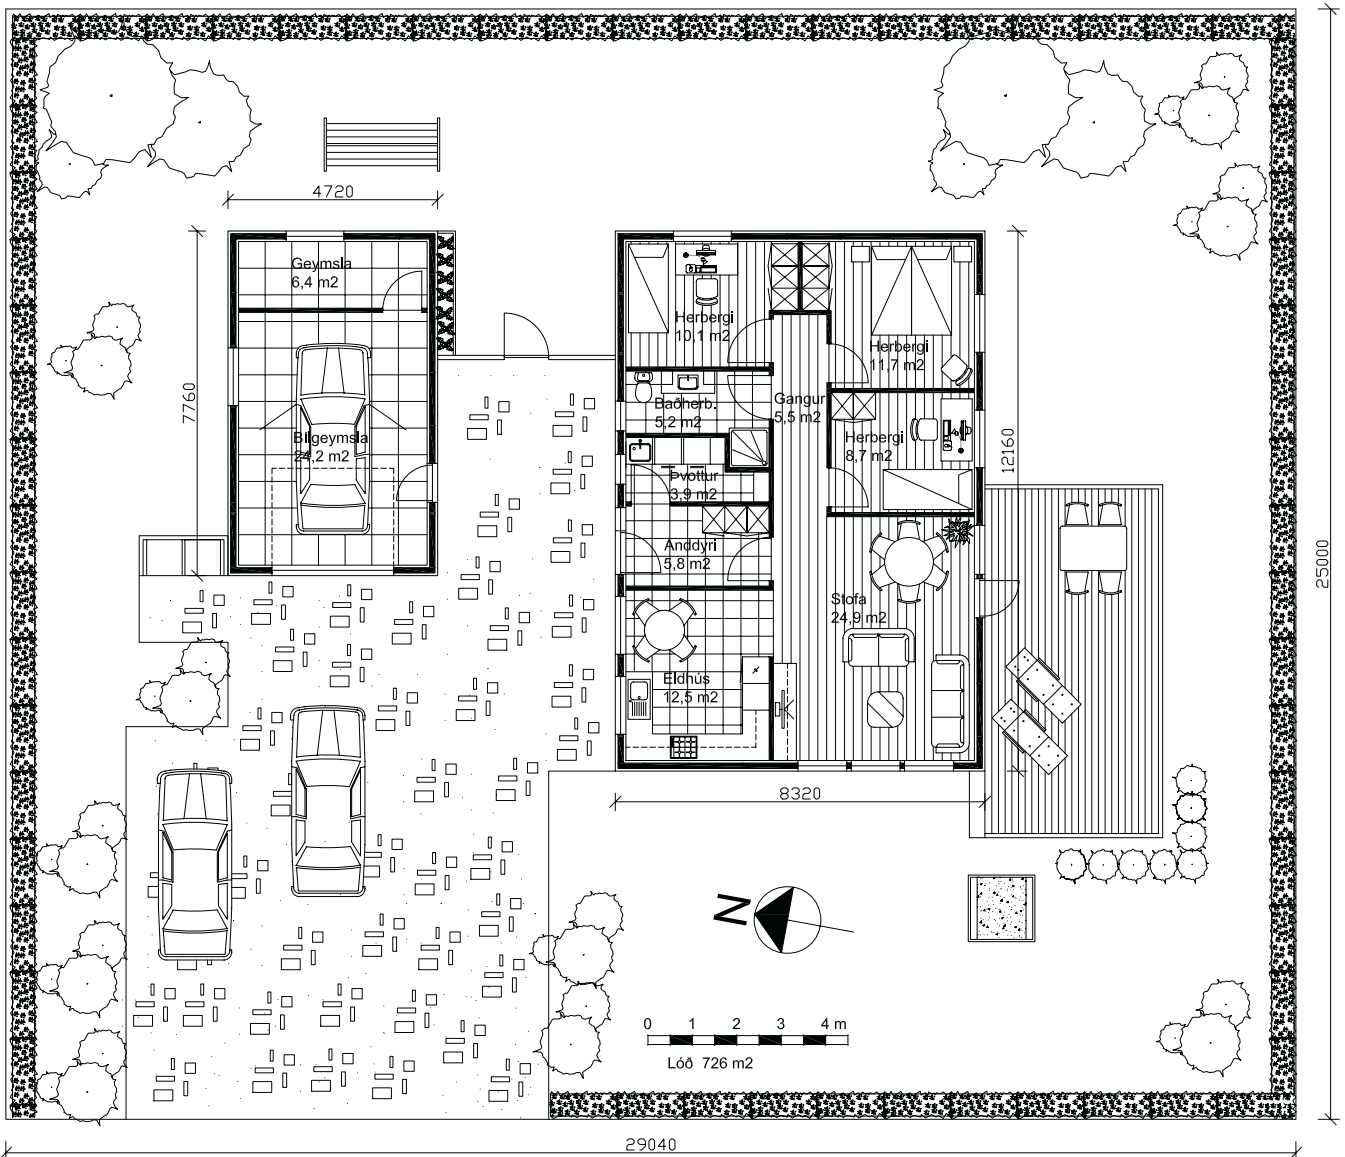 4720
Geymsla
6,4 m2
7760
Bílgeymsla
24,2 m2
Herbergi
10,1 m2
Herbergi
11,7 m2
Baðherb.
5,2 m2
Gangur
5,5 m2
Herbergi
8,7 m2
12160
Þvottur
3,9 m2
Anddyri
5,8 m2
Stofa
24,9 m2
Eldhús
12,5 m2
8320
25000
N
0 1 2 3 4 m
Lóð 726 m2
29040